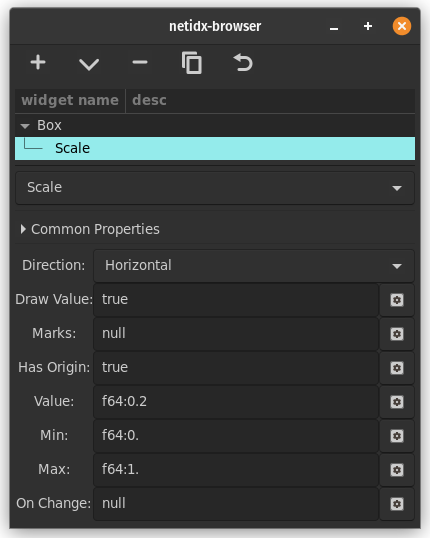 netidx-browser
widget name desc
Box
Scale
Scale
Common Properties
Direction: Horizontal
Draw Value: true
Marks: null
Has Origin: true
Value: f64:0.2
Min: f64:0.
Max: f64:1.
On Change: null